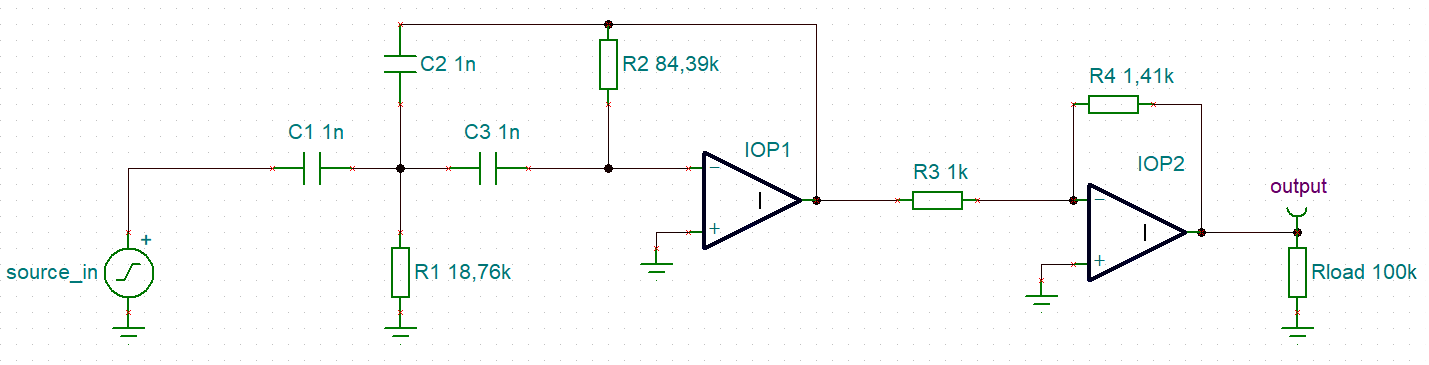 C2 1n
R2 84,39k
R4 1,41k
C1 1n
C3 1n
IOP1
IOP2
R3 1k
output
source_in
R1 18,76k
Rload 100k
+
−
+
−
+